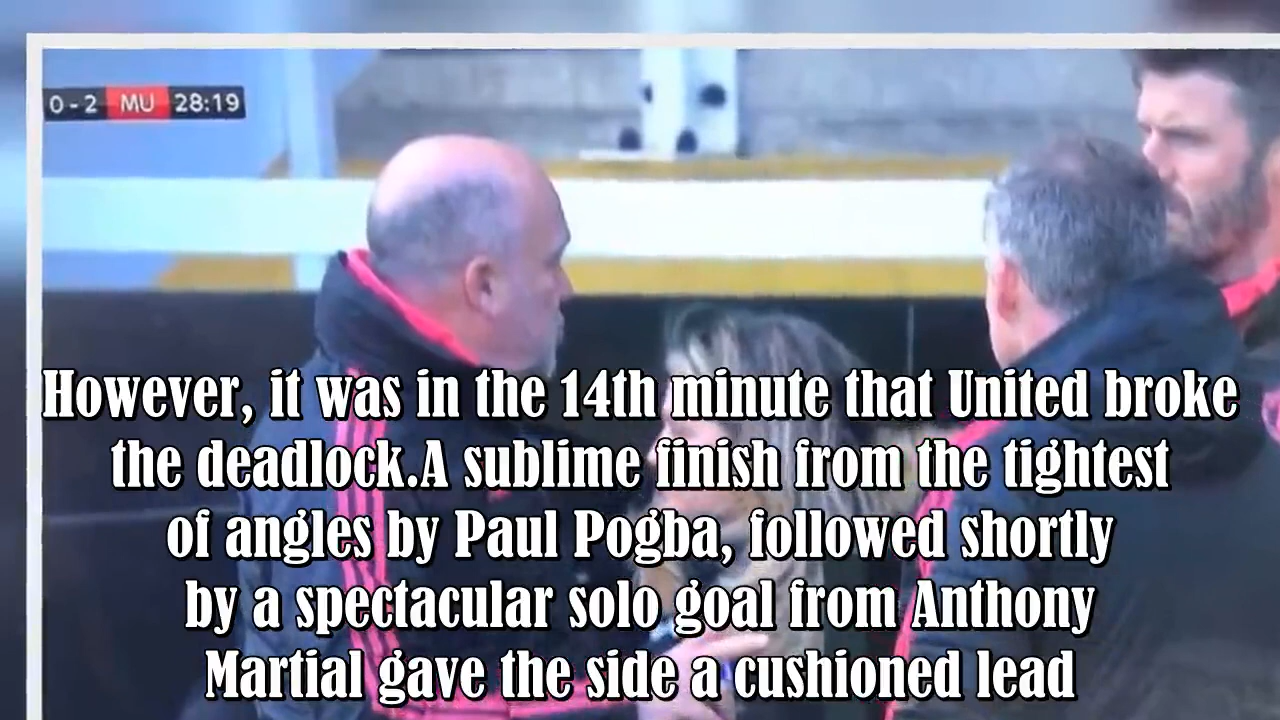 0-2 MU 28:19
However, it was in the 14th minute that United broke
the deadlock.A sublime finish from the tightest
of angles by Paul Pogba, followed shortly
by a spectacular solo goal from Anthony
Martial gave the side a cushioned lead